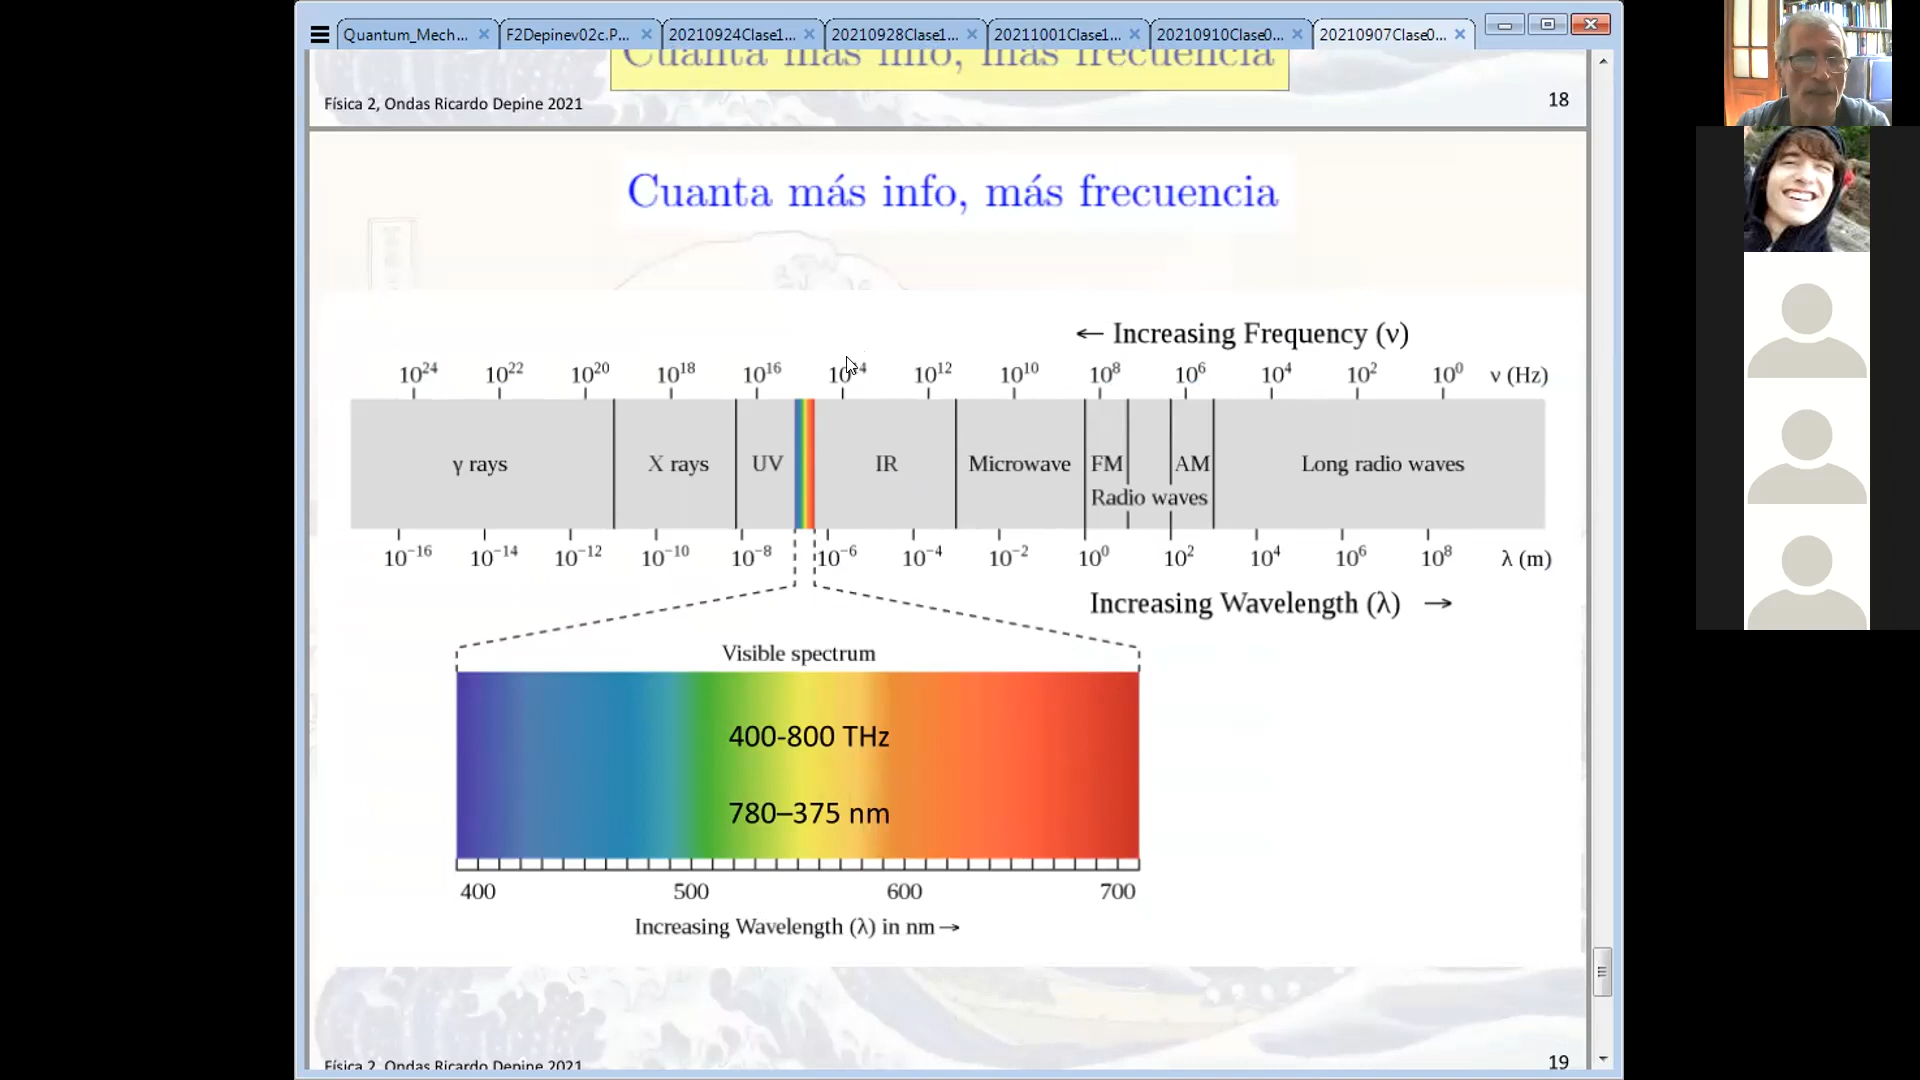 Quantum_Mech...
F2Depinev02c.P...
20210924Clase1...
20210928Clase1...
20211001Clase1...
20210910Clase0...
20210907Clase0...
Cuanta más info, más frecuencia
Física 2, Ondas Ricardo Depine 2021
18
Cuanta más info, más frecuencia
← Increasing Frequency (ν)
10^24 10^22 10^20 10^18 10^16 10^14 10^12 10^10 10^8 10^6 10^4 10^2 10^0 ν (Hz)
γ rays X rays UV IR Microwave FM AM Long radio waves
Radio waves
10^−16 10^−14 10^−12 10^−10 10^−8 10^−6 10^−4 10^−2 10^0 10^2 10^4 10^6 10^8 λ (m)
Increasing Wavelength (λ) →
Visible spectrum
400-800 THz
780–375 nm
400 500 600 700
Increasing Wavelength (λ) in nm →
Física 2, Ondas Ricardo Depine 2021
19